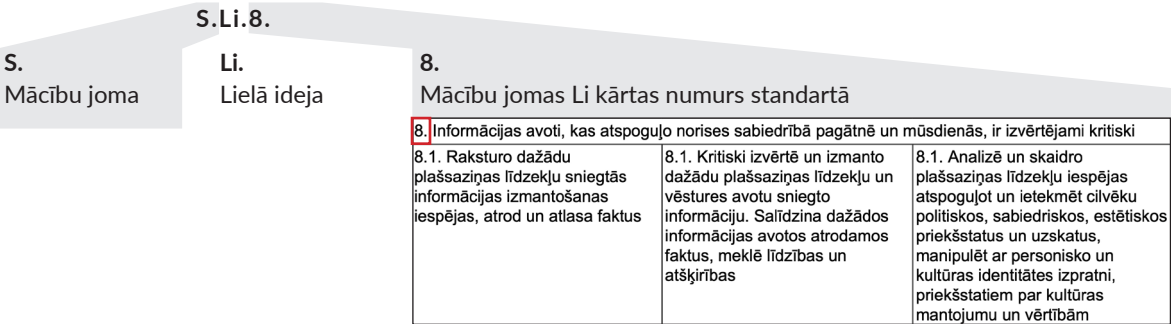 S.Li.8.
S.
Mācību joma
Li.
Lielā ideja
8.
Mācību jomas Li kārtas numurs standartā
8. Informācijas avoti, kas atspoguļo norises sabiedrībā pagātnē un mūsdienās, ir izvērtējami kritiski
8.1. Raksturo dažādu
plašsaziņas līdzekļu sniegtās
informācijas izmantošanas
iespējas, atrod un atlasa faktus
8.1. Kritiski izvērtē un izmanto
dažādu plašsaziņas līdzekļu un
vēstures avotu sniegto
informāciju. Salīdzina dažādos
informācijas avotos atrodamos
faktus, meklē līdzības un
atšķirības
8.1. Analizē un skaidro
plašsaziņas līdzekļu iespējas
atspoguļot un ietekmēt cilvēku
politiskos, sabiedriskos, estētiskos
priekšstatus un uzskatus,
manipulēt ar personisko un
kultūras identitātes izpratni,
priekšstatiem par kultūras
mantojumu un vērtībām